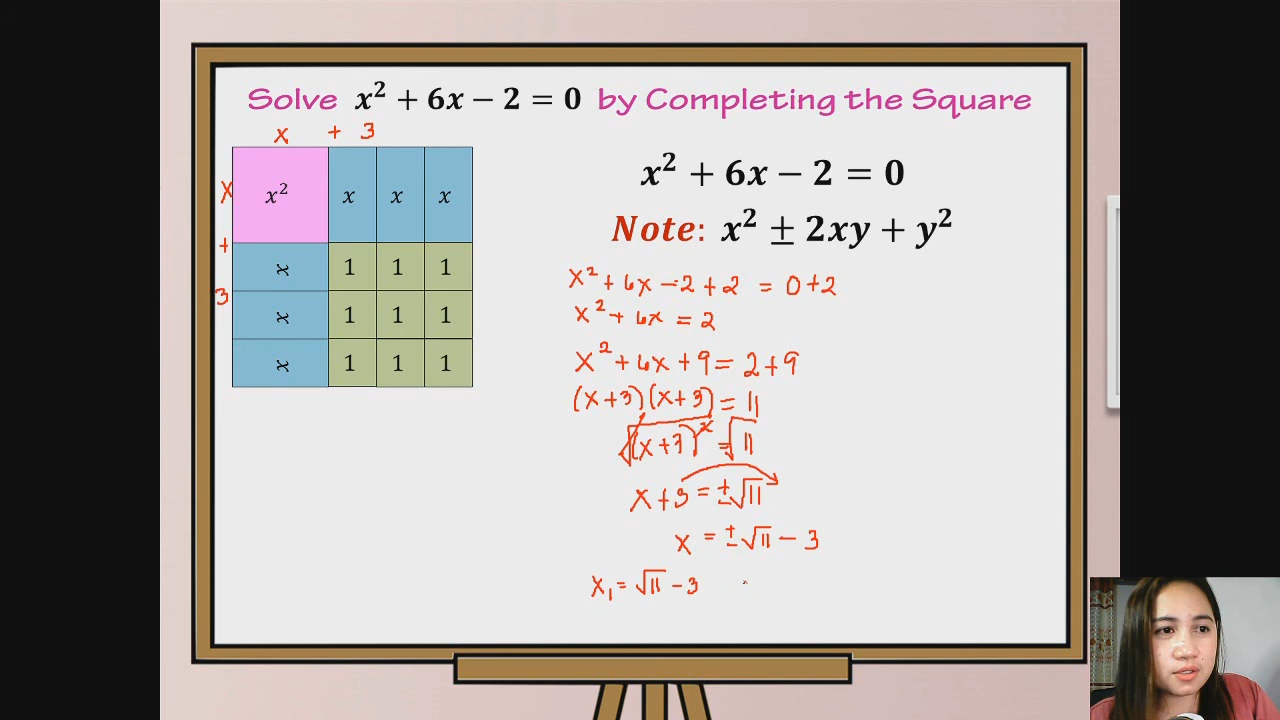 Solve x² + 6x − 2 = 0 by Completing the Square
x + 3
x² x x x
x
+
3
x 1 1 1
x 1 1 1
x 1 1 1
x² + 6x − 2 = 0
Note: x² ± 2xy + y²
x² + 6x − 2 + 2 = 0 + 2
x² + 6x = 2
x² + 6x + 9 = 2 + 9
(x + 3)(x + 3) = 11
√(x + 3)² = √11
x + 3 = ± √11
x = ± √11 − 3
x₁ = √11 − 3